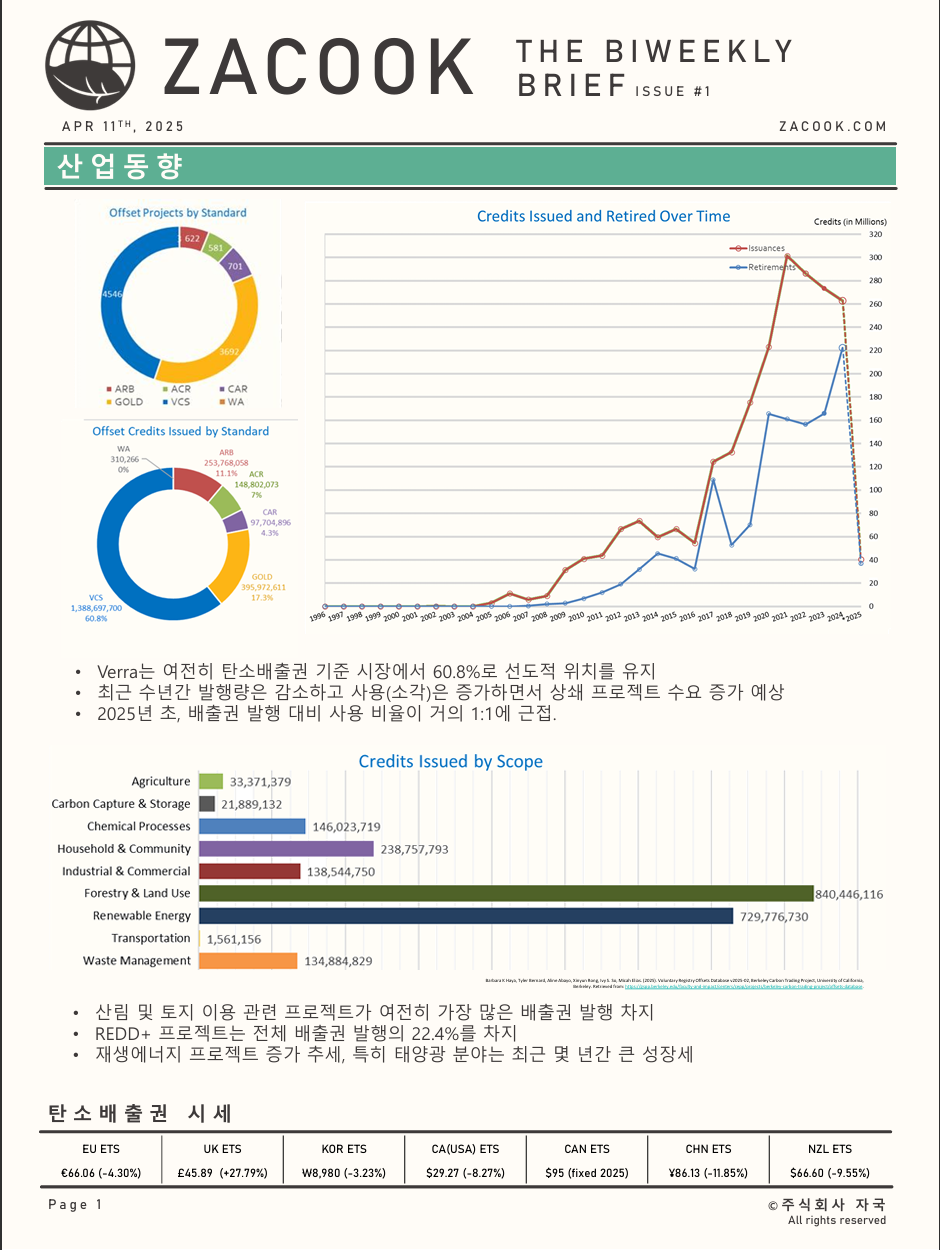 ZACOOK
THE BIWEEKLY
BRIEF ISSUE #1
APR 11TH, 2025
ZACOOK.COM
산업동향
Offset Projects by Standard
622
581
701
4546
3692
ARB ACR CAR
GOLD VCS WA
Offset Credits Issued by Standard
WA
310,266
0%
ARB
253,768,058
11.1%
ACR
148,802,073
7%
CAR
97,704,896
4.3%
GOLD
395,972,611
17.3%
VCS
1,388,697,700
60.8%
Credits Issued and Retired Over Time
Credits (in Millions)
Issuances
Retirements
320
300
280
260
240
220
200
180
160
140
120
100
80
60
40
20
0
1996 1997 1998 1999 2000 2001 2002 2003 2004 2005 2006 2007 2008 2009 2010 2011 2012 2013 2014 2015 2016 2017 2018 2019 2020 2021 2022 2023 2024 2025
• Verra는 여전히 탄소배출권 기준 시장에서 60.8%로 선도적 위치를 유지
• 최근 수년간 발행량은 감소하고 사용(소각)은 증가하면서 상쇄 프로젝트 수요 증가 예상
• 2025년 초, 배출권 발행 대비 사용 비율이 거의 1:1에 근접.
Credits Issued by Scope
Agriculture 33,371,379
Carbon Capture & Storage 21,889,132
Chemical Processes 146,023,719
Household & Community 238,757,793
Industrial & Commercial 138,544,750
Forestry & Land Use 840,446,116
Renewable Energy 729,776,730
Transportation 1,561,156
Waste Management 134,884,829
• 산림 및 토지 이용 관련 프로젝트가 여전히 가장 많은 배출권 발행 차지
• REDD+ 프로젝트는 전체 배출권 발행의 22.4%를 차지
• 재생에너지 프로젝트 증가 추세, 특히 태양광 분야는 최근 몇 년간 큰 성장세
탄소배출권 시세
EU ETS UK ETS KOR ETS CA(USA) ETS CAN ETS CHN ETS NZL ETS
€66.06 (-4.30%) £45.89 (+27.79%) ₩8,980 (-3.23%) $29.27 (-8.27%) $95 (fixed 2025) ¥86.13 (-11.85%) $66.60 (-9.55%)
Page 1
©주식회사 자국
All rights reserved